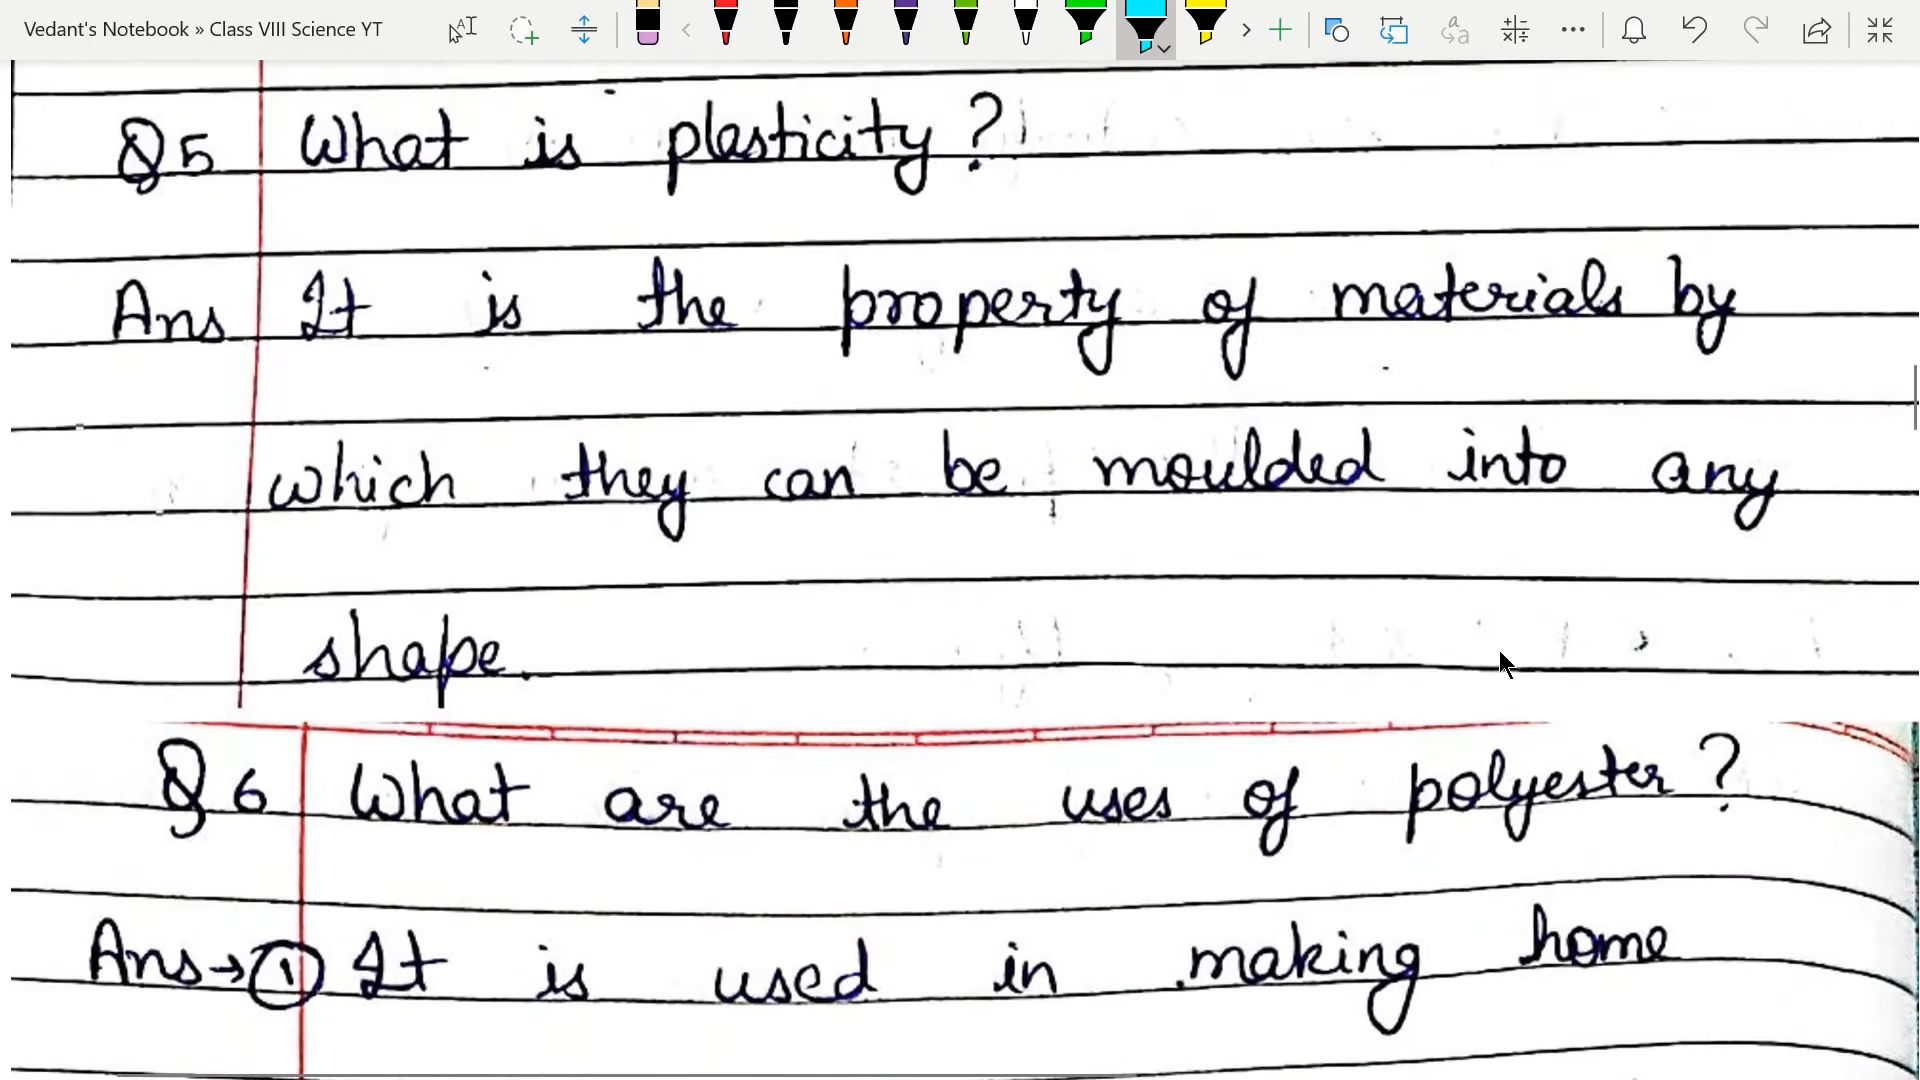 Vedant's Notebook » Class VIII Science YT
Q5 What is plasticity?
Ans It is the property of materials by
which they can be moulded into any
shape.
Q6 What are the uses of polyester?
Ans→① It is used in making home